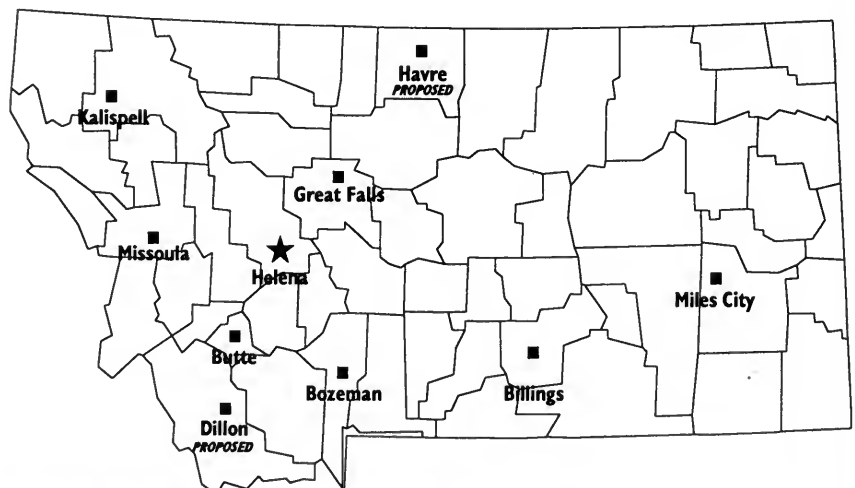 Havre
PROPOSED
Kalispell
Great Falls
Missoula
Helena
Miles City
Butte
Bozeman
Billings
Dillon
PROPOSED